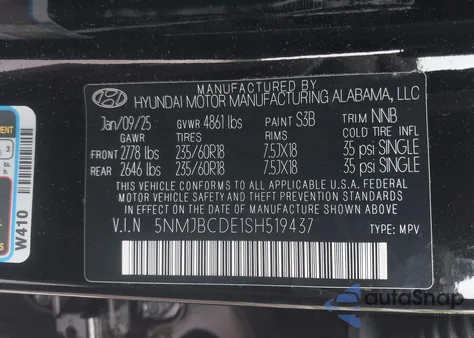 MANUFACTURED BY
HYUNDAI MOTOR MANUFACTURING ALABAMA, LLC
Jan/09/25 GVWR 4861 lbs PAINT S3B TRIM NNB
GAWR TIRES RIMS COLD TIRE INFL
FRONT 2778 lbs 235/60R18 7.5JX18 35 psi SINGLE
REAR 2646 lbs 235/60R18 7.5JX18 35 psi SINGLE
THIS VEHICLE CONFORMS TO ALL APPLICABLE U.S.A. FEDERAL
MOTOR VEHICLE SAFETY AND THEFT PREVENTION STANDARDS
IN EFFECT ON THE DATE OF MANUFACTURE SHOWN ABOVE.
V.I.N 5NMJBCDE1SH519437 TYPE: MPV
W410
3
autoSnap